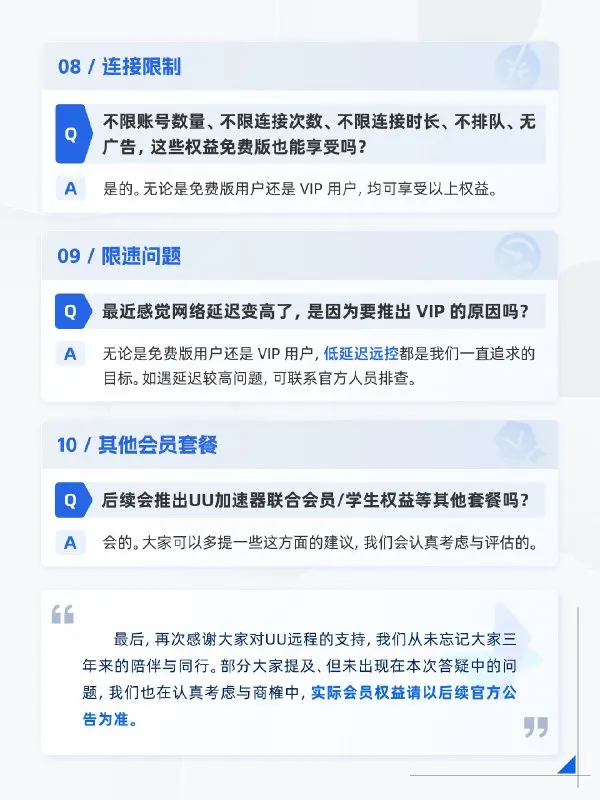 08 / 连接限制
Q
不限账号数量、不限连接次数、不限连接时长、不排队、无
广告，这些权益免费版也能享受吗？
A
是的。无论是免费版用户还是 VIP 用户，均可享受以上权益。
09 / 限速问题
Q
最近感觉网络延迟变高了，是因为要推出 VIP 的原因吗？
A
无论是免费版用户还是 VIP 用户，低延迟远控都是我们一直追求的
目标。如遇延迟较高问题，可联系官方人员排查。
10 / 其他会员套餐
Q
后续会推出UU加速器联合会员/学生权益等其他套餐吗？
A
会的。大家可以多提一些这方面的建议，我们会认真考虑与评估的。
“
最后，再次感谢大家对UU远程的支持，我们从未忘记大家三
年来的陪伴与同行。部分大家提及、但未出现在本次答疑中的问
题，我们也在认真考虑与商榷中，实际会员权益请以后续官方公
告为准。
”